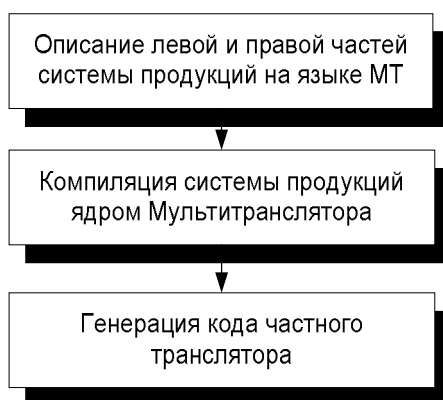 Описание левой и правой частей
системы продукций на языке МТ
Компиляция системы продукций
ядром Мультитранслятора
Генерация кода частного
транслятора